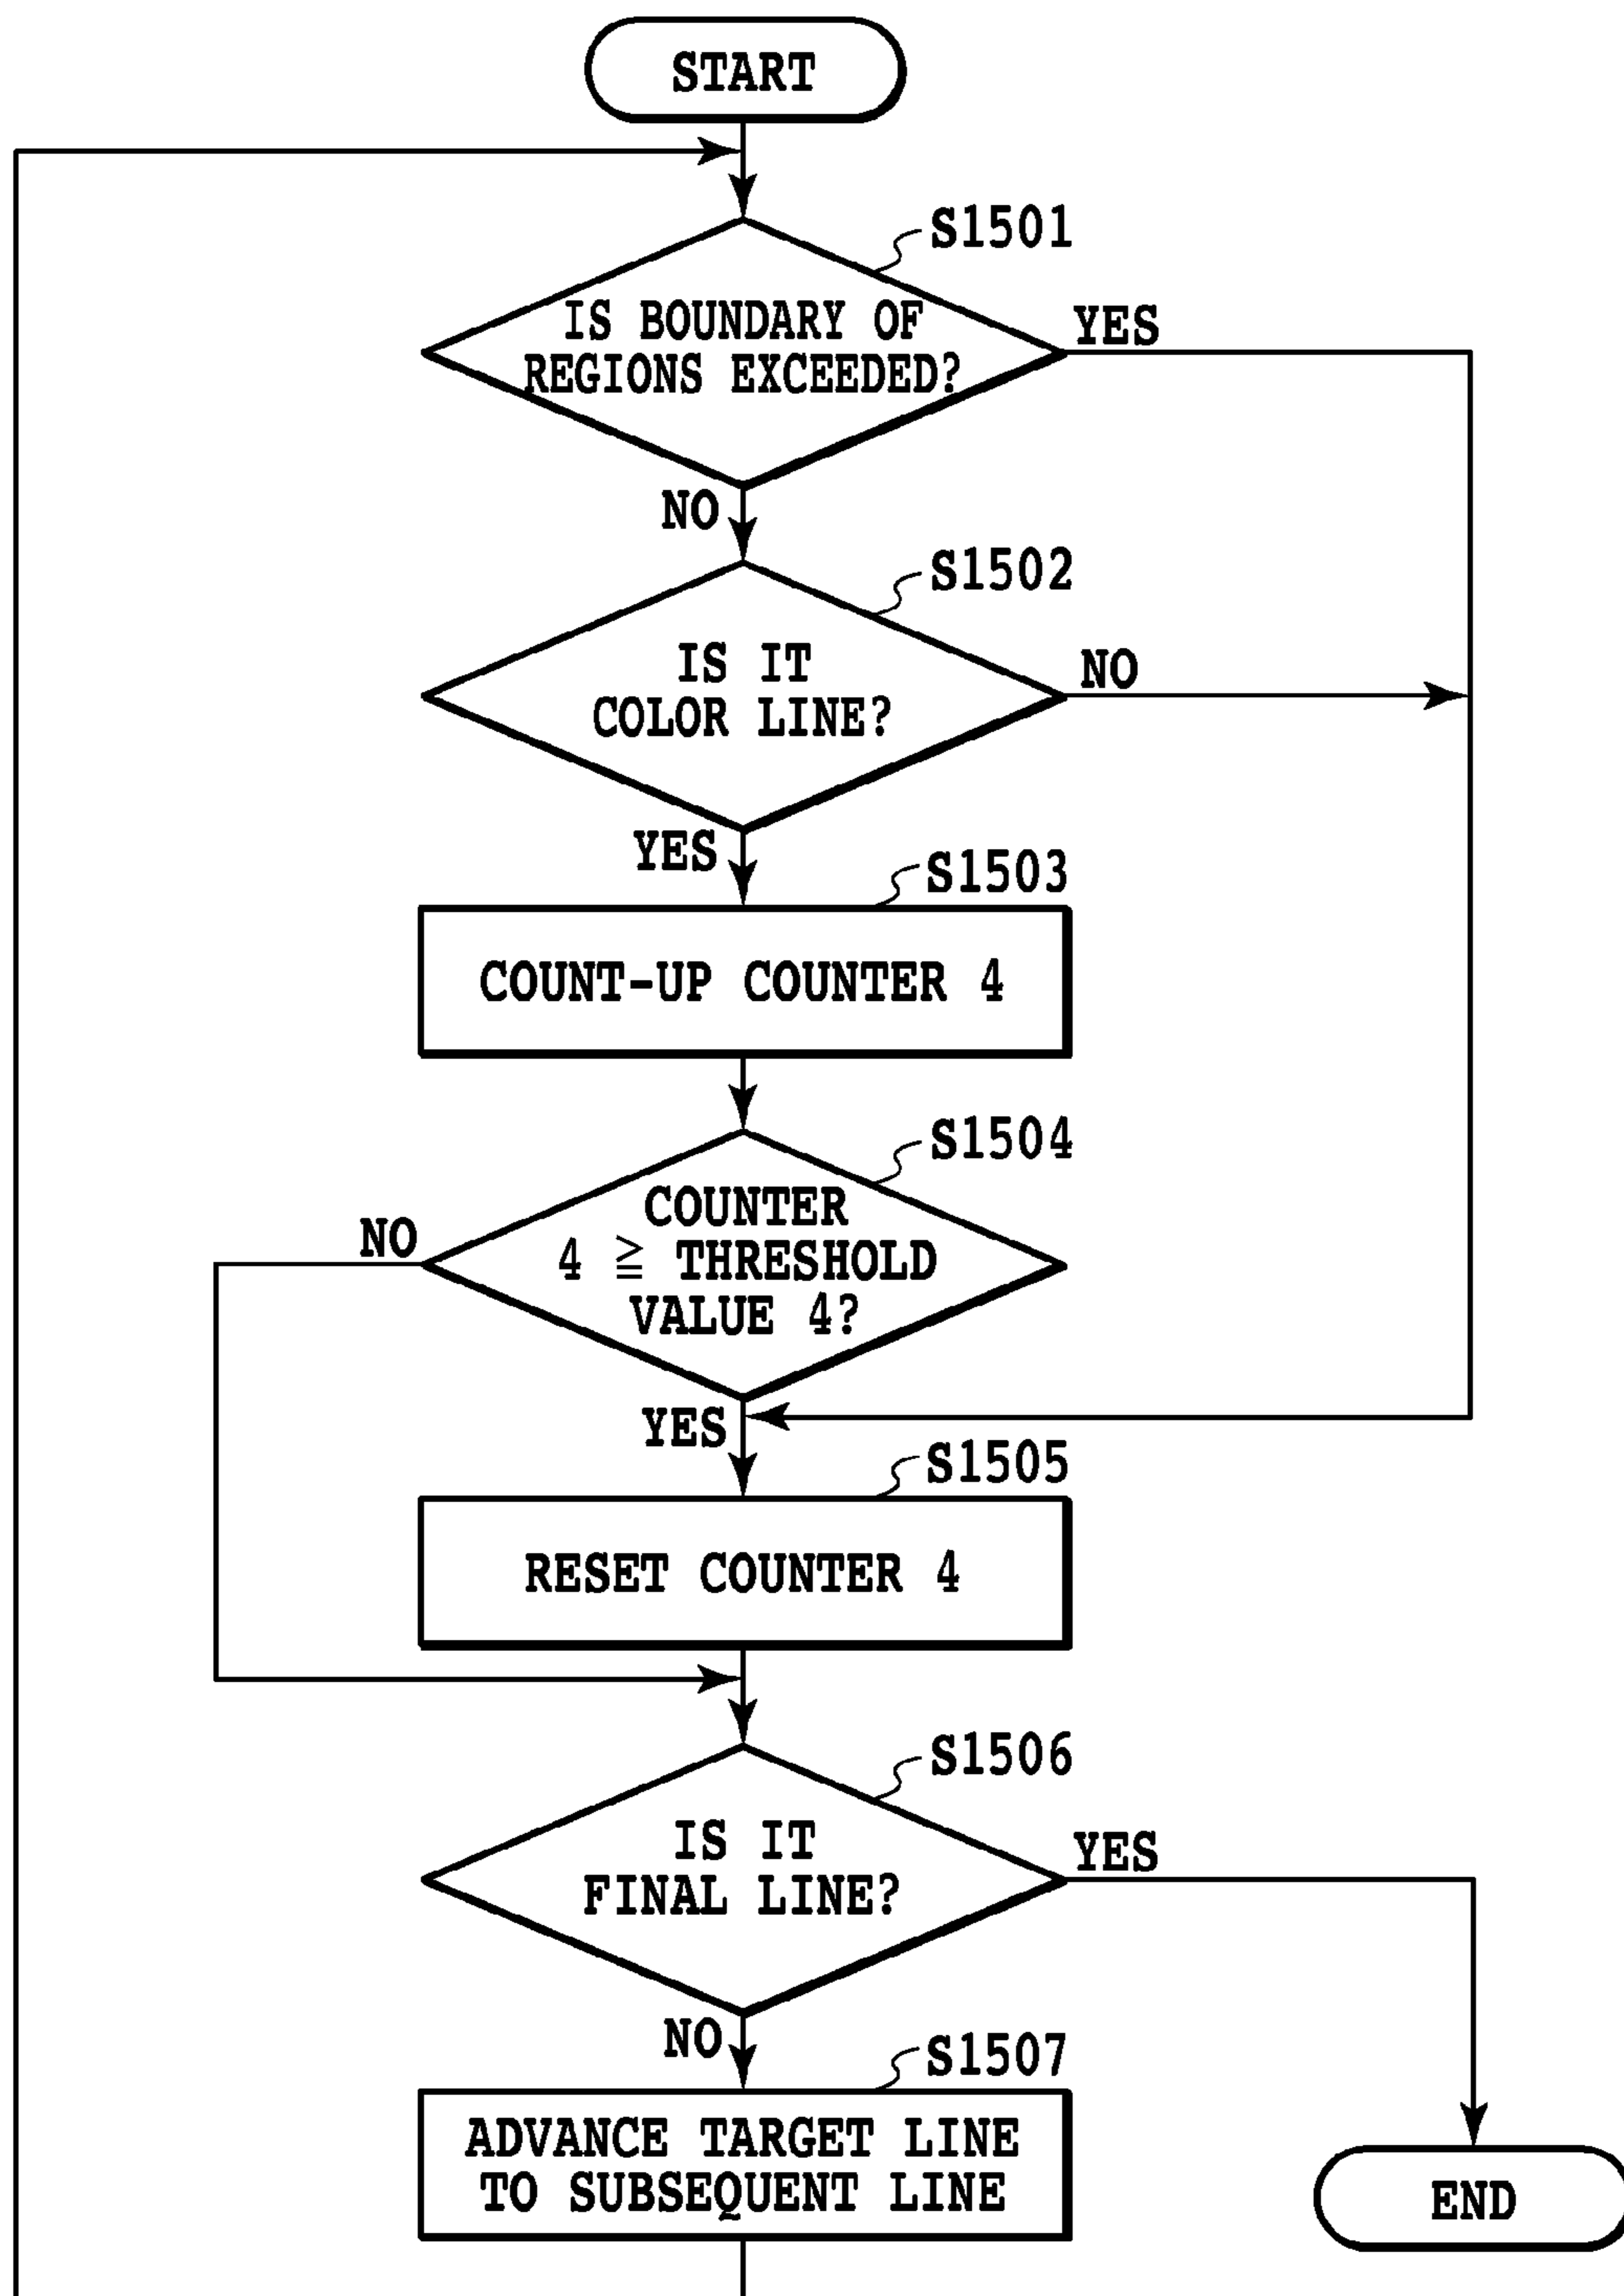 START
S1501
IS BOUNDARY OF
REGIONS EXCEEDED?
YES
NO
S1502
IS IT
COLOR LINE?
NO
YES
S1503
COUNT-UP COUNTER 4
S1504
COUNTER
4 ≧ THRESHOLD
VALUE 4?
NO
YES
S1505
RESET COUNTER 4
S1506
IS IT
FINAL LINE?
YES
NO
S1507
ADVANCE TARGET LINE
TO SUBSEQUENT LINE
END